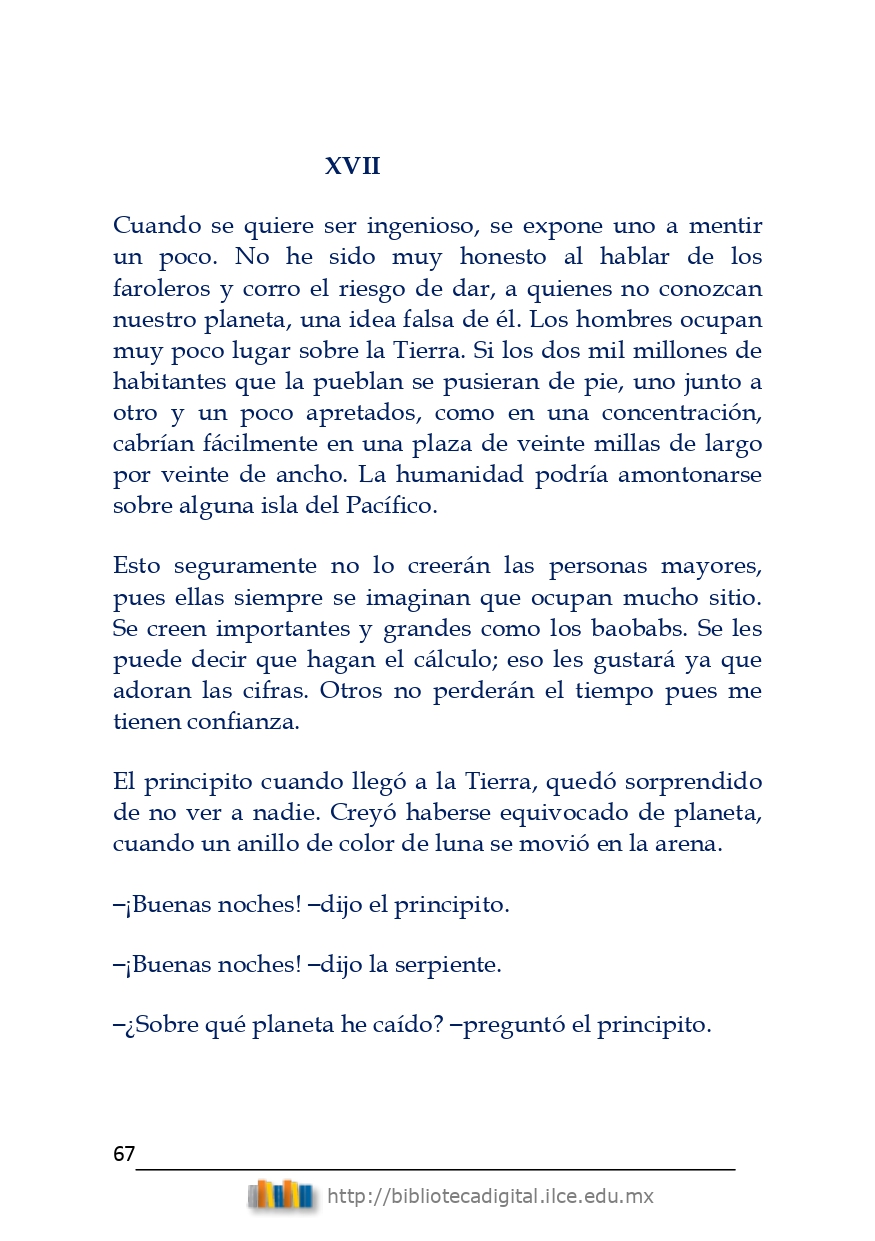 XVII
Cuando se quiere ser ingenioso, se expone uno a mentir
un poco. No he sido muy honesto al hablar de los
faroleros y corro el riesgo de dar, a quienes no conozcan
nuestro planeta, una idea falsa de él. Los hombres ocupan
muy poco lugar sobre la Tierra. Si los dos mil millones de
habitantes que la pueblan se pusieran de pie, uno junto a
otro y un poco apretados, como en una concentración,
cabrían fácilmente en una plaza de veinte millas de largo
por veinte de ancho. La humanidad podría amontonarse
sobre alguna isla del Pacífico.
Esto seguramente no lo creerán las personas mayores,
pues ellas siempre se imaginan que ocupan mucho sitio.
Se creen importantes y grandes como los baobabs. Se les
puede decir que hagan el cálculo; eso les gustará ya que
adoran las cifras. Otros no perderán el tiempo pues me
tienen confianza.
El principito cuando llegó a la Tierra, quedó sorprendido
de no ver a nadie. Creyó haberse equivocado de planeta,
cuando un anillo de color de luna se movió en la arena.
–¡Buenas noches! –dijo el principito.
–¡Buenas noches! –dijo la serpiente.
–¿Sobre qué planeta he caído? –preguntó el principito.
67
http://bibliotecadigital.ilce.edu.mx